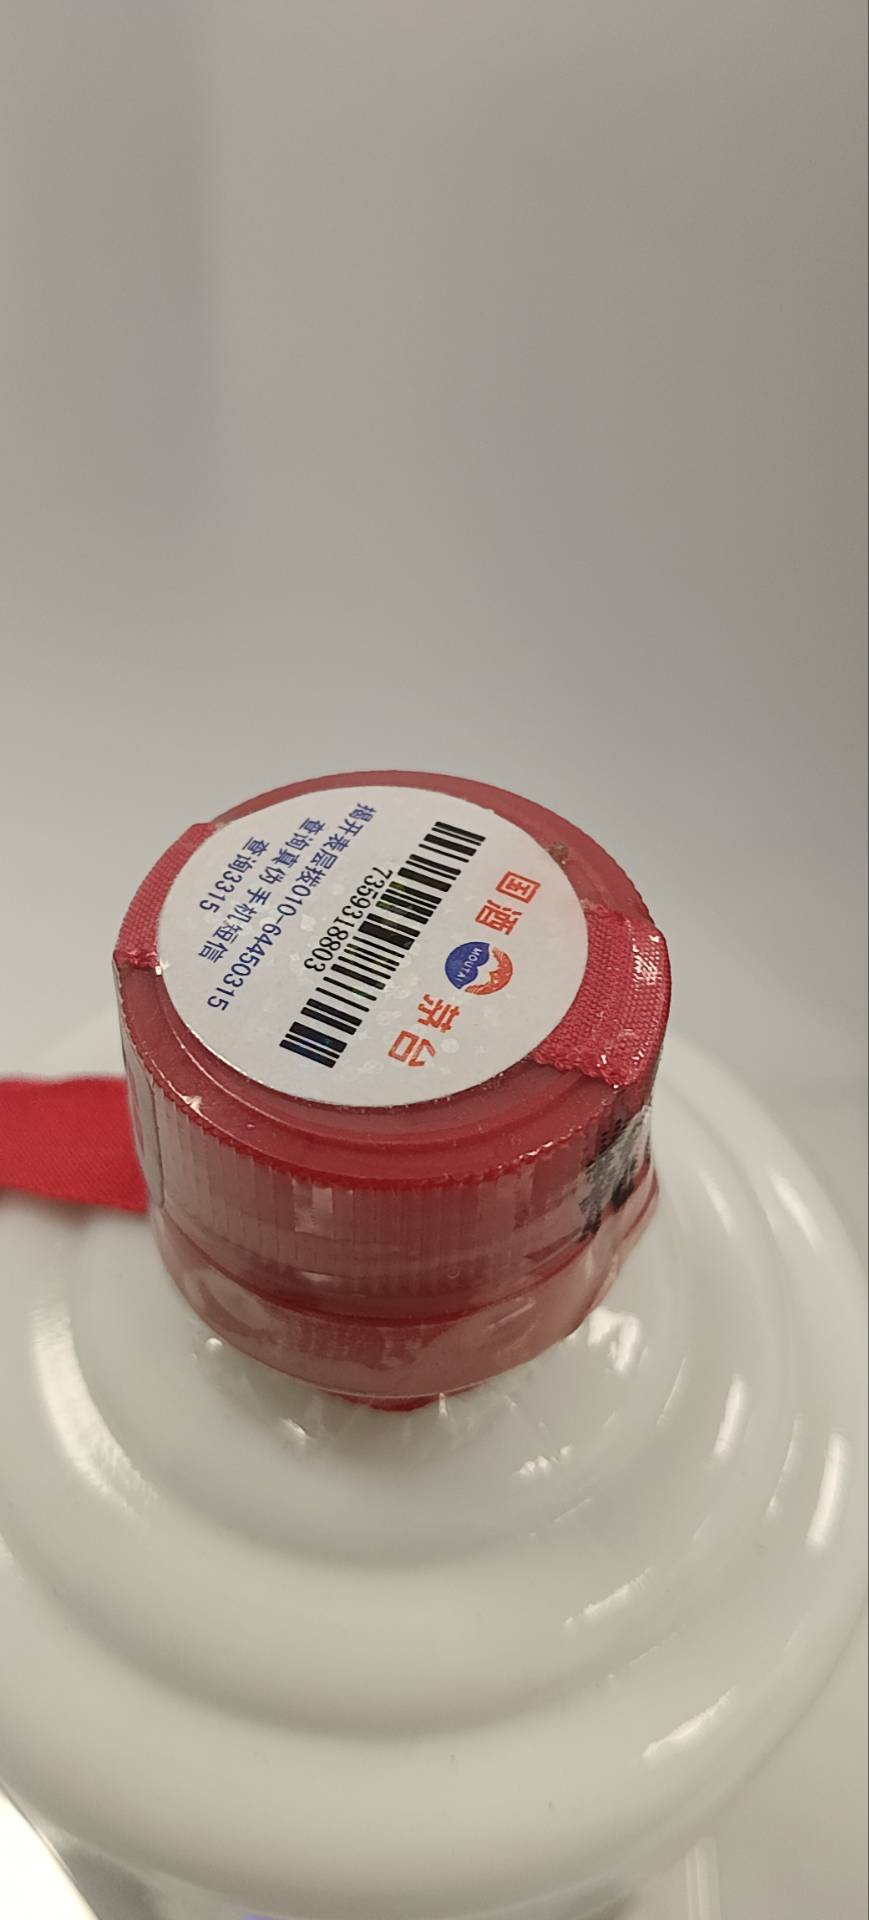 国酒 茅台
MOUTAI
7359318803
揭开表层拨010-64450315
查询真伪 手机短信
查询3315